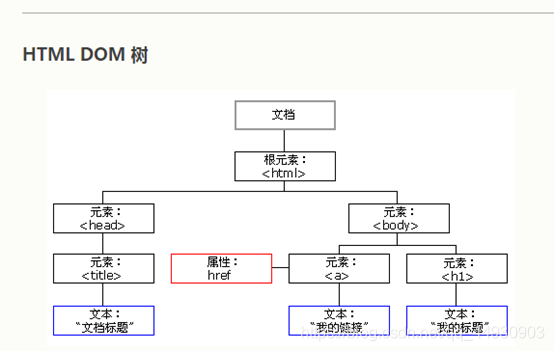 HTML DOM 树
文档
根元素：
<html>
元素：
<head>
元素：
<body>
元素：
<title>
属性：
href
元素：
<a>
元素：
<h1>
文本：
“文档标题”
文本：
“我的链接”
文本：
“我的标题”